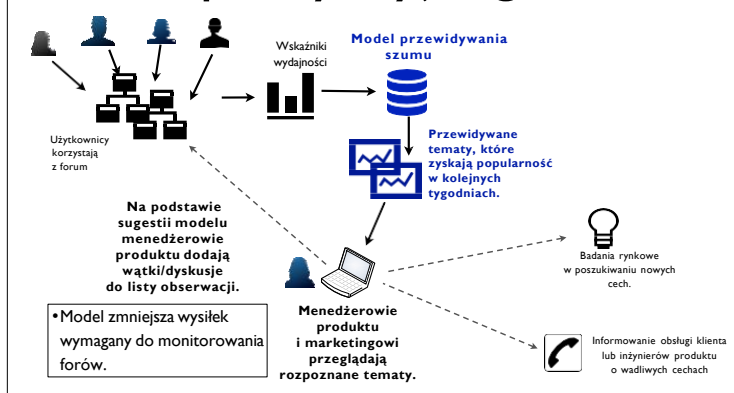 Wskaźniki
wydajności
Model przewidywania
szumu
Użytkownicy
korzystają
z forum
Przewidywane
tematy, które
zyskają popularność
w kolejnych
tygodniach.
Na podstawie
sugestii modelu
menedżerowie
produktu dodają
wątki/dyskusje
do listy obserwacji.
Badania rynkowe
w poszukiwaniu nowych
cech.
•Model zmniejsza wysiłek
wymagany do monitorowania
forów.
Menedżerowie
produktu
i marketingowi
przeglądają
rozpoznane tematy.
Informowanie obsługi klienta
lub inżynierów produktu
o wadliwych cechach